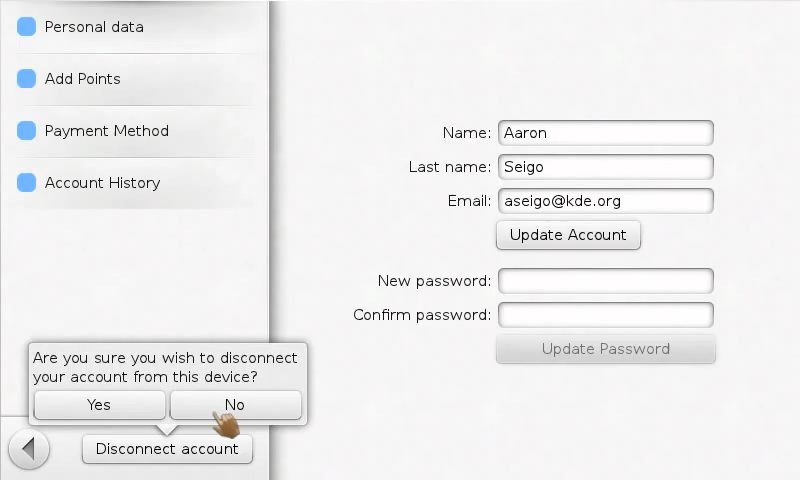 Personal data
Add Points
Payment Method
Account History
Name: Aaron
Last name: Seigo
Email: aseigo@kde.org
Update Account
New password:
Confirm password:
Update Password
Are you sure you wish to disconnect
your account from this device?
Yes No
Disconnect account